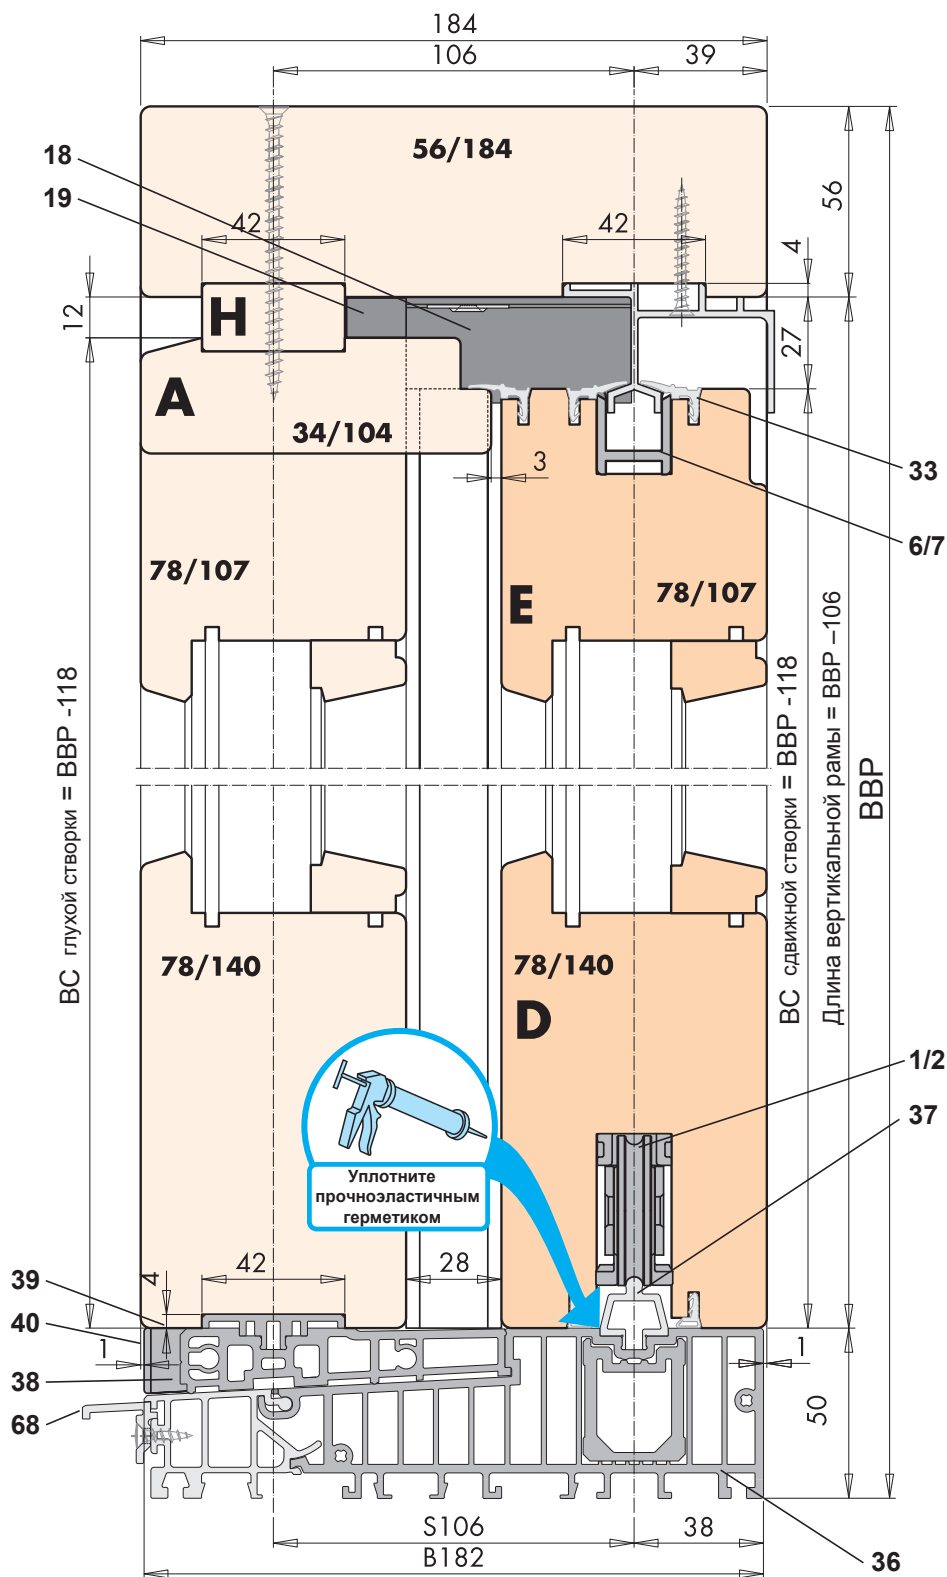 184
106
39
56/184
18
19
42
42
56
4
12
H
27
A
34/104
3
33
6/7
78/107
E
78/107
ВС глухой створки = ВВР -118
ВС сдвижной створки = ВВР -118
Длина вертикальной рамы = ВВР –106
ВВР
78/140
78/140
D
1/2
37
Уплотните
прочноэластичным
герметиком
42
28
4
39
40
1
1
38
68
50
S106
38
B182
36